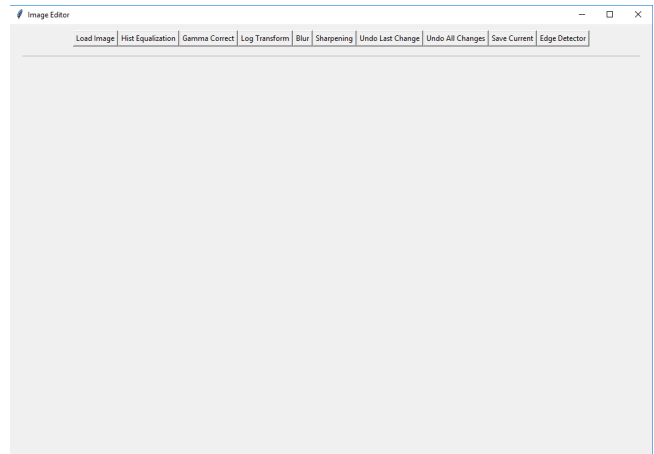 Image Editor
Load Image Hist Equalization Gamma Correct Log Transform Blur Sharpening Undo Last Change Undo All Changes Save Current Edge Detector